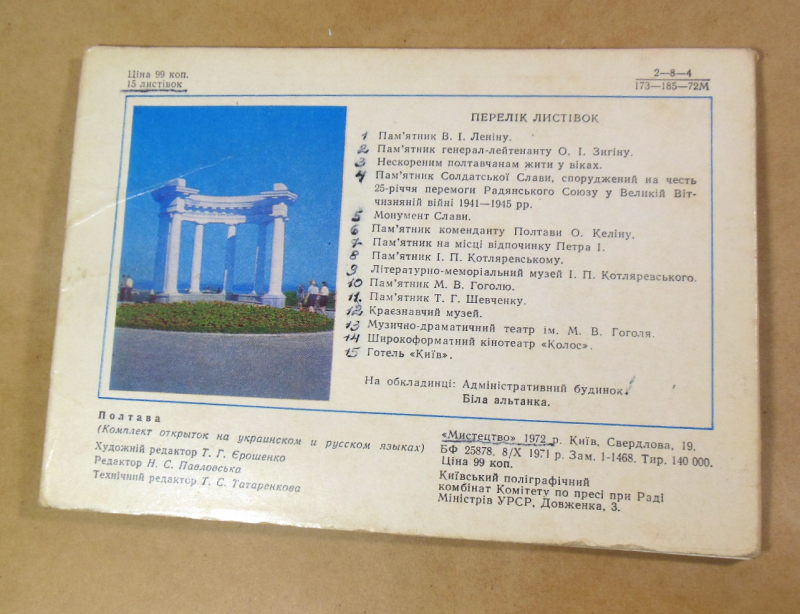 Ціна 99 коп.
15 листівок
2—8—4
173—185—72М
ПЕРЕЛІК ЛИСТІВОК
1 Пам'ятник В. І. Леніну.
2 Пам'ятник генерал-лейтенанту О. І. Зигіну.
3 Нескореним полтавчанам жити у віках.
4 Пам'ятник Солдатської Слави, споруджений на честь
25-річчя перемоги Радянського Союзу у Великій Віт-
чизняній війні 1941—1945 рр.
5 Монумент Слави.
6 Пам'ятник коменданту Полтави О. Келіну.
7 Пам'ятник на місці відпочинку Петра І.
8 Пам'ятник І. П. Котляревському.
9 Літературно-меморіальний музей І. П. Котляревського.
10 Пам'ятник М. В. Гоголю.
11. Пам'ятник Т. Г. Шевченку.
12 Краєзнавчий музей.
13 Музично-драматичний театр ім. М. В. Гоголя.
14 Широкоформатний кінотеатр «Колос».
15 Готель «Київ».
На обкладинці: Адміністративний будинок.
Біла альтанка.
Полтава
(Комплект открыток на украинском и русском языках)
Художній редактор Т. Г. Єрошенко
Редактор Н. С. Павловська
Технічний редактор Т. С. Татаренкова
«Мистецтво» 1972 р. Київ, Свердлова, 19.
БФ 25878. 8/X 1971 р. Зам. 1-1468. Тир. 140 000.
Ціна 99 коп.
Київський поліграфічний
комбінат Комітету по пресі при Раді
Міністрів УРСР, Довженка, 3.